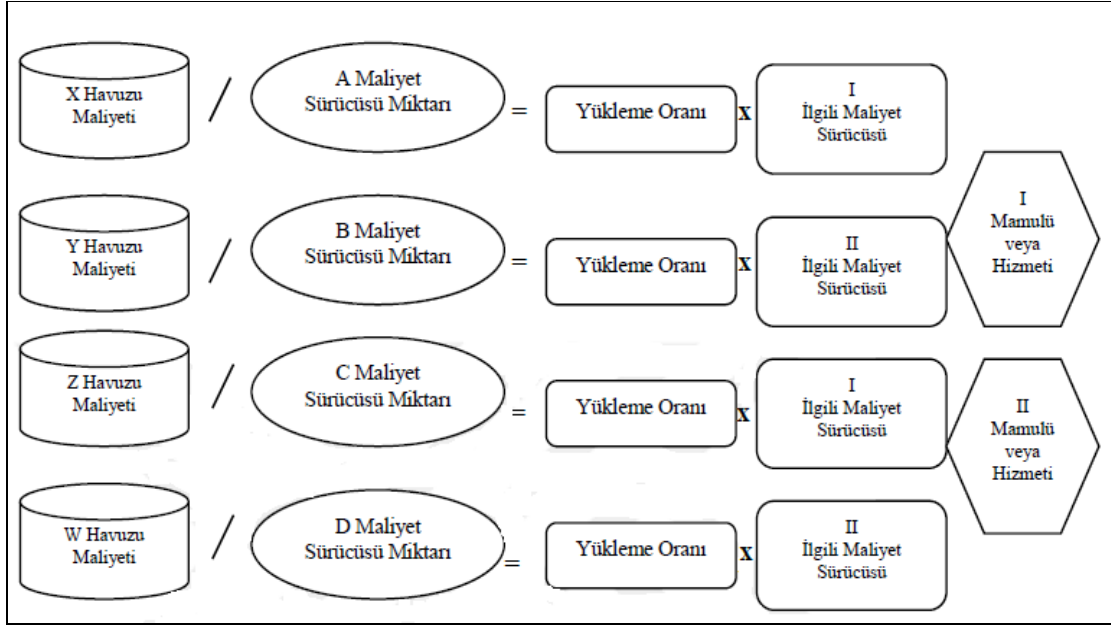 X Havuzu
Maliyeti
/
A Maliyet
Sürücüsü Miktarı
=
Yükleme Oranı
x
I
İlgili Maliyet
Sürücüsü
Y Havuzu
Maliyeti
/
B Maliyet
Sürücüsü Miktarı
=
Yükleme Oranı
x
II
İlgili Maliyet
Sürücüsü
I
Mamulü
veya
Hizmeti
Z Havuzu
Maliyeti
/
C Maliyet
Sürücüsü Miktarı
=
Yükleme Oranı
x
I
İlgili Maliyet
Sürücüsü
II
Mamulü
veya
Hizmeti
W Havuzu
Maliyeti
/
D Maliyet
Sürücüsü Miktarı
=
Yükleme Oranı
x
II
İlgili Maliyet
Sürücüsü